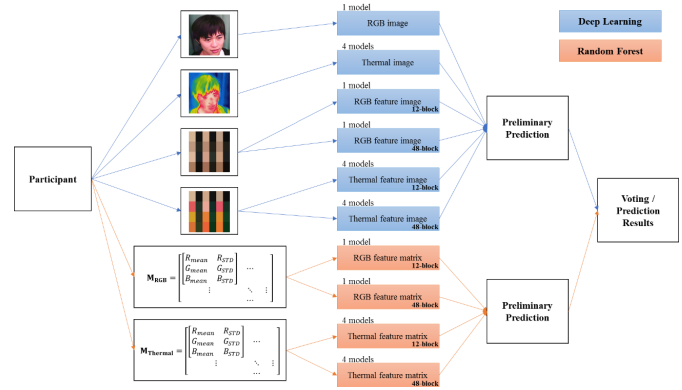 Deep Learning
Random Forest
Participant
1 model
RGB image
4 models
Thermal image
1 model
RGB feature image
12-block
1 model
RGB feature image
48-block
4 models
Thermal feature image
12-block
4 models
Thermal feature image
48-block
Preliminary
Prediction
M_RGB = [ [ R_mean R_STD
G_mean G_STD ...
B_mean B_STD ]
⋮ ⋱ ⋮
... ]
1 model
RGB feature matrix
12-block
1 model
RGB feature matrix
48-block
M_Thermal = [ [ R_mean R_STD
G_mean G_STD ...
B_mean B_STD ]
⋮ ⋱ ⋮
... ]
4 models
Thermal feature matrix
12-block
4 models
Thermal feature matrix
48-block
Preliminary
Prediction
Voting /
Prediction
Results